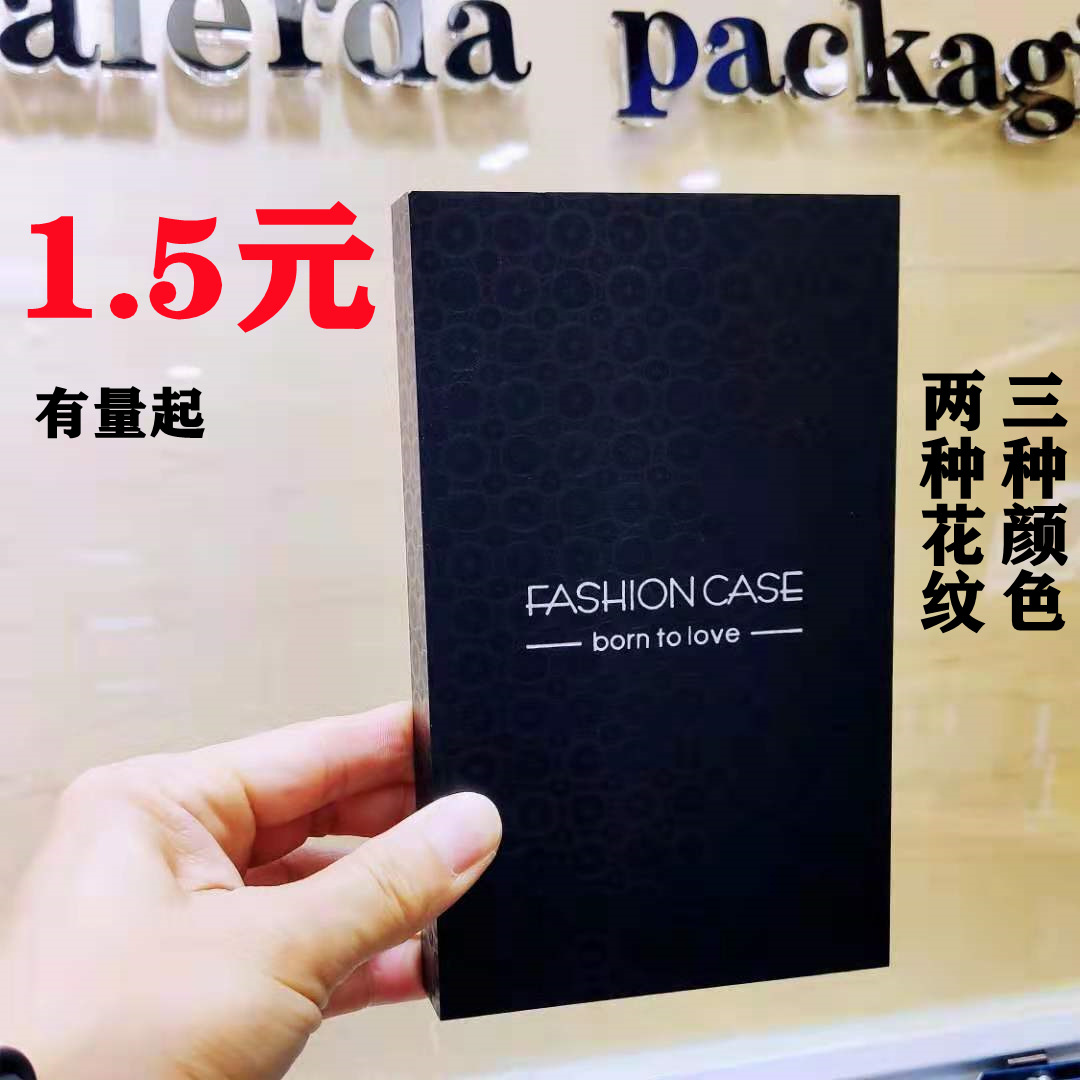 alerda packag
1.5元
有量起
三种颜色
两种花纹
FASHION CASE
born to love